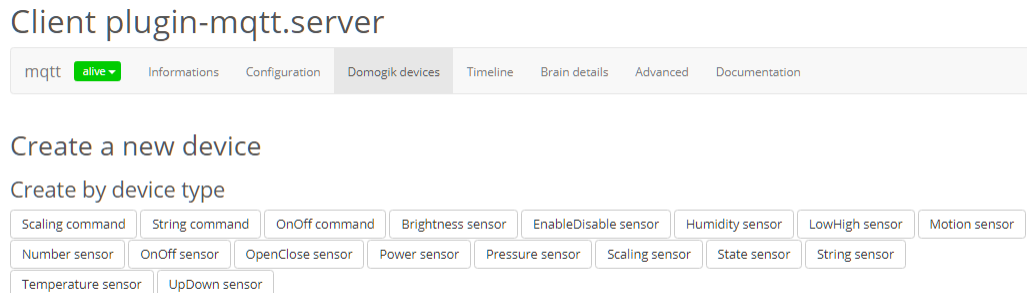 Client plugin-mqtt.server
mqtt alive Informations Configuration Domogik devices Timeline Brain details Advanced Documentation
Create a new device
Create by device type
Scaling command String command OnOff command Brightness sensor EnableDisable sensor Humidity sensor LowHigh sensor Motion sensor
Number sensor OnOff sensor OpenClose sensor Power sensor Pressure sensor Scaling sensor State sensor String sensor
Temperature sensor UpDown sensor